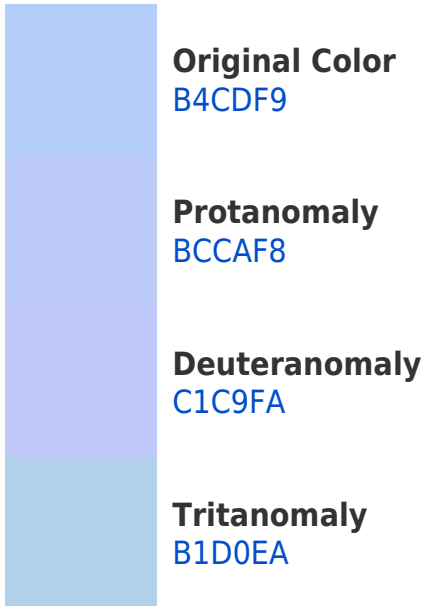 Original Color
B4CDF9
Protanomaly
BCCAF8
Deuteranomaly
C1C9FA
Tritanomaly
B1D0EA